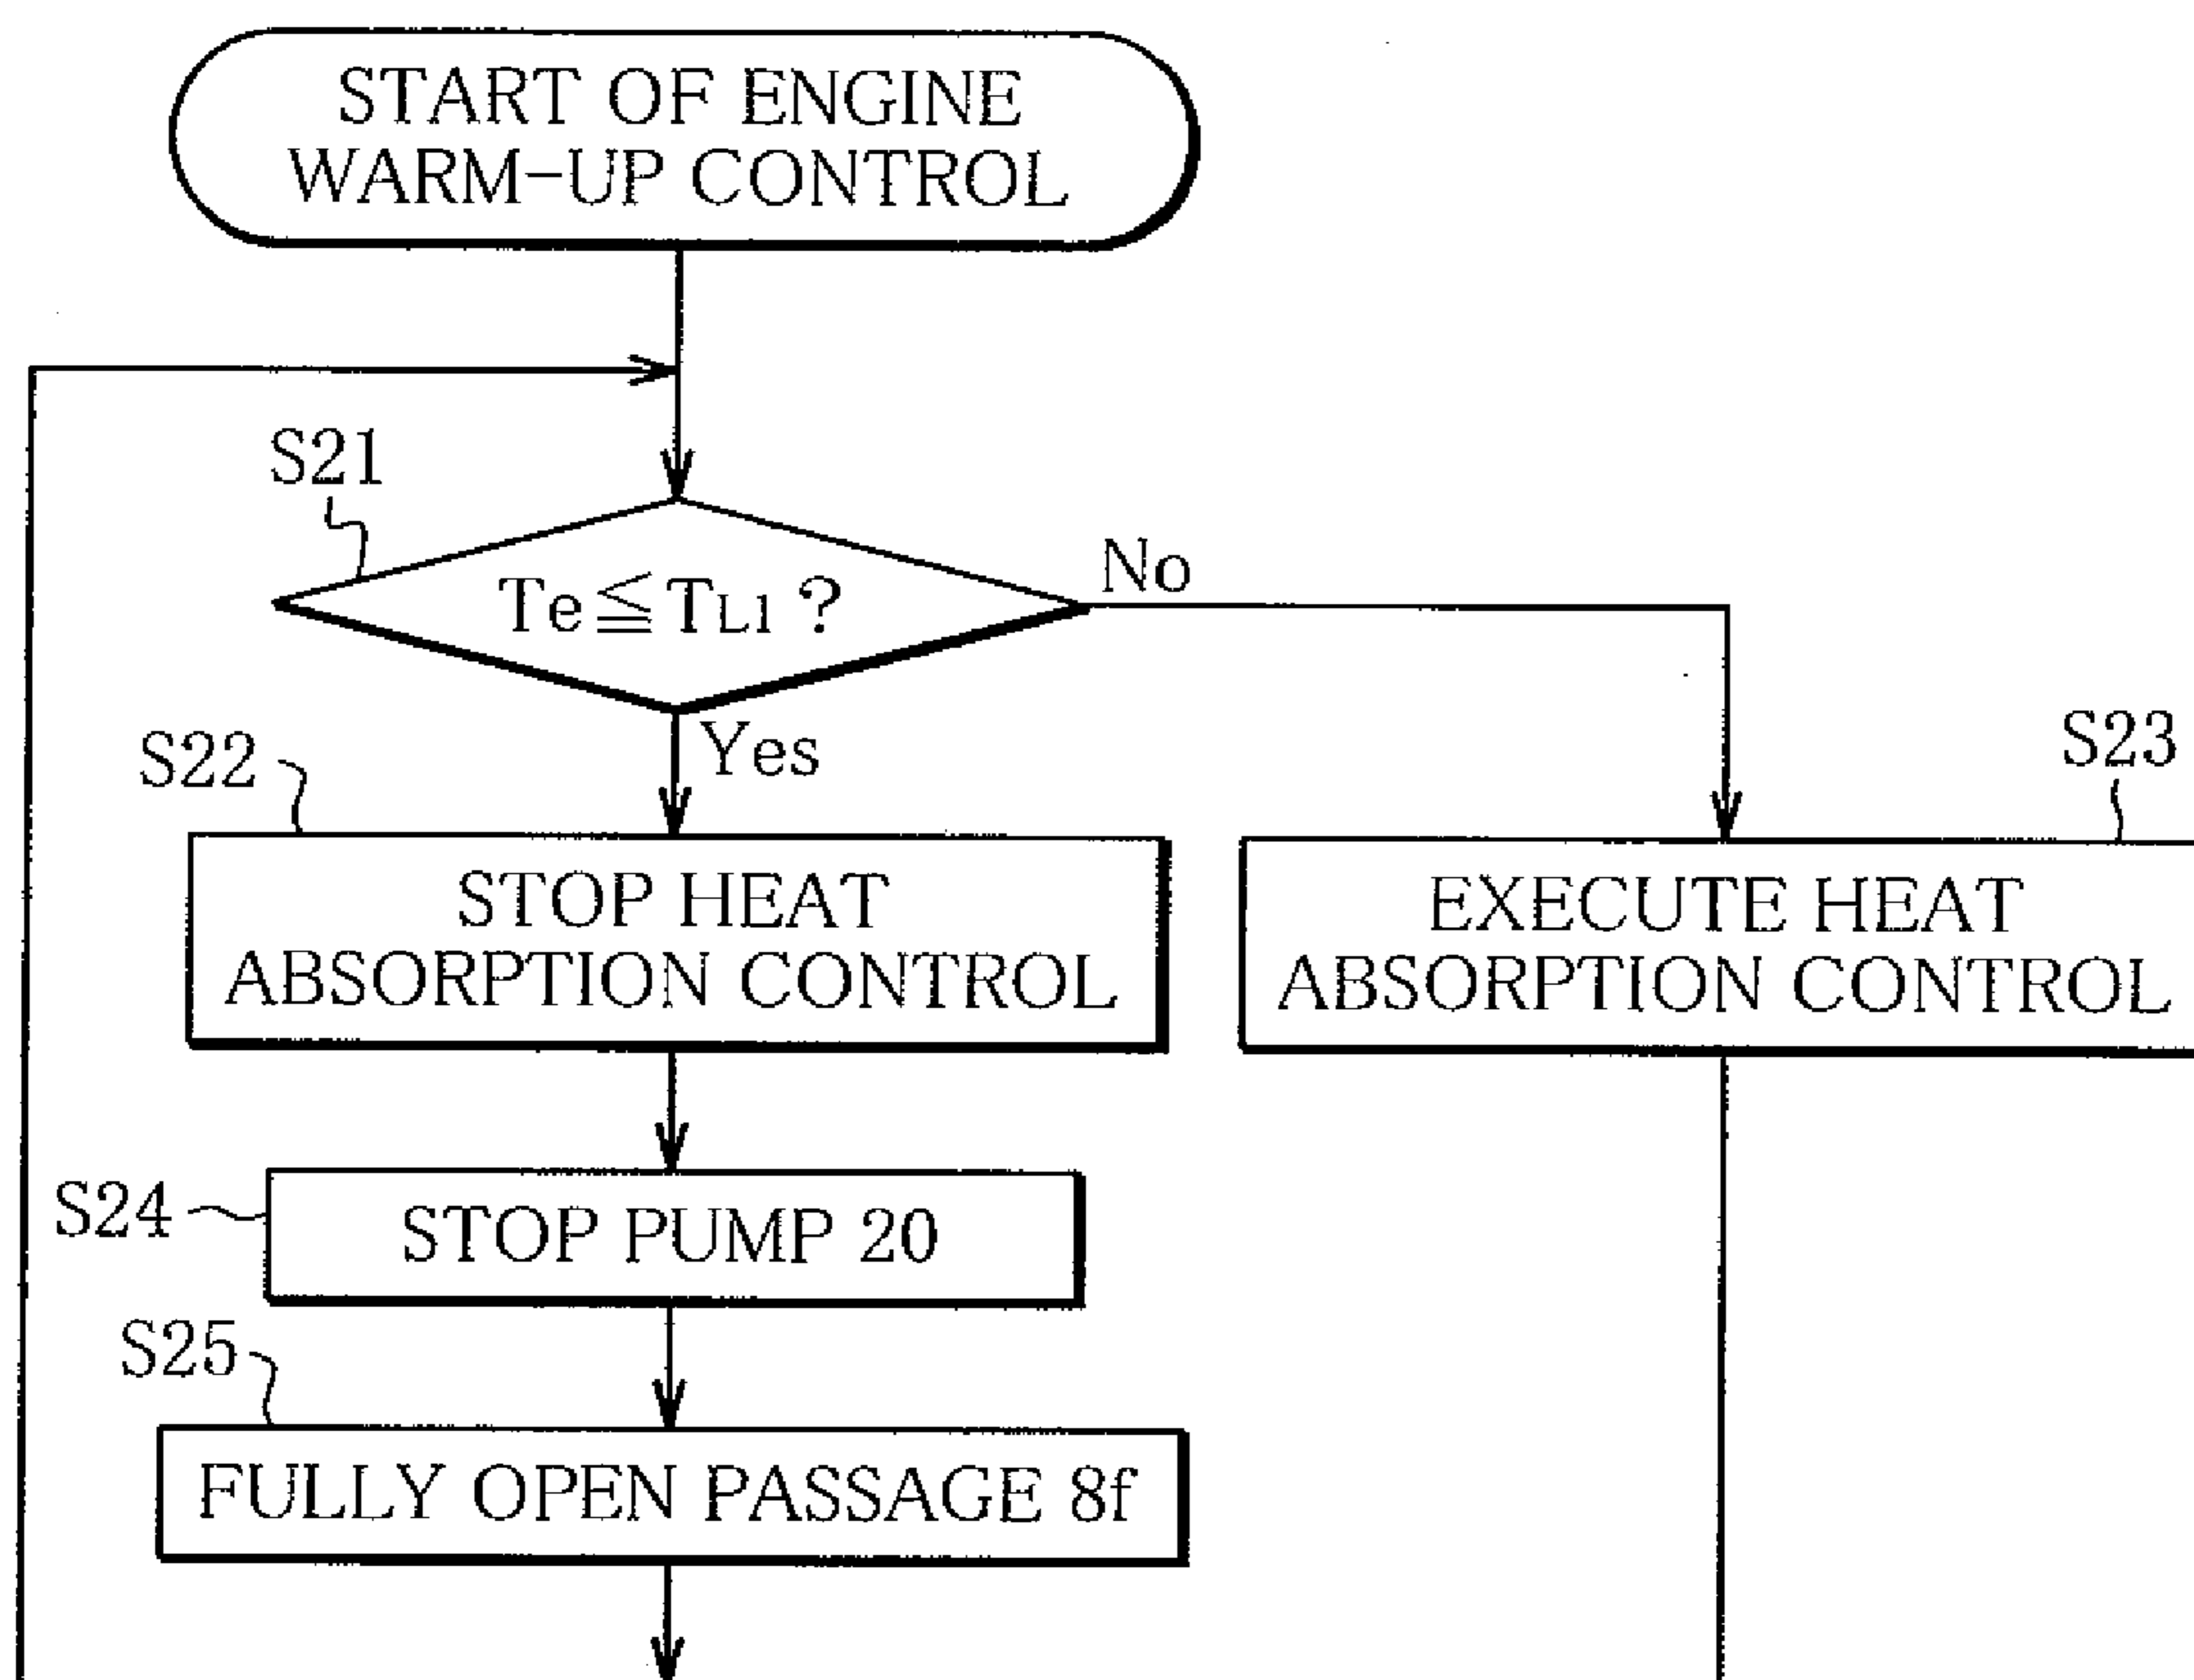 START OF ENGINE
WARM-UP CONTROL
S21
Te≦TL1 ?
No
Yes
S22
STOP HEAT
ABSORPTION CONTROL
S23
EXECUTE HEAT
ABSORPTION CONTROL
S24
STOP PUMP 20
S25
FULLY OPEN PASSAGE 8f